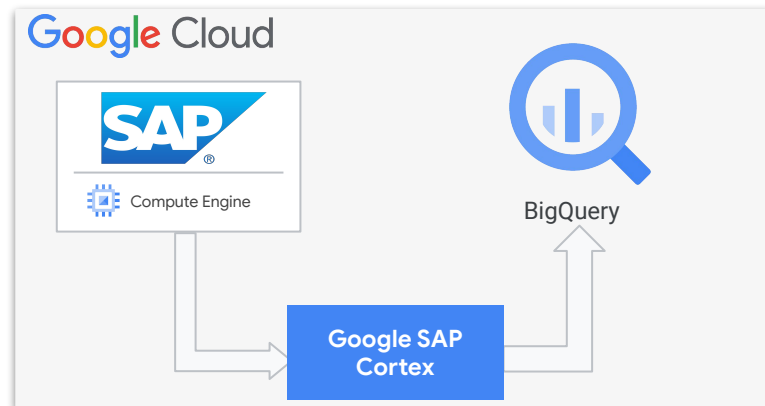 Google Cloud
SAP
®
Compute Engine
BigQuery
Google SAP
Cortex